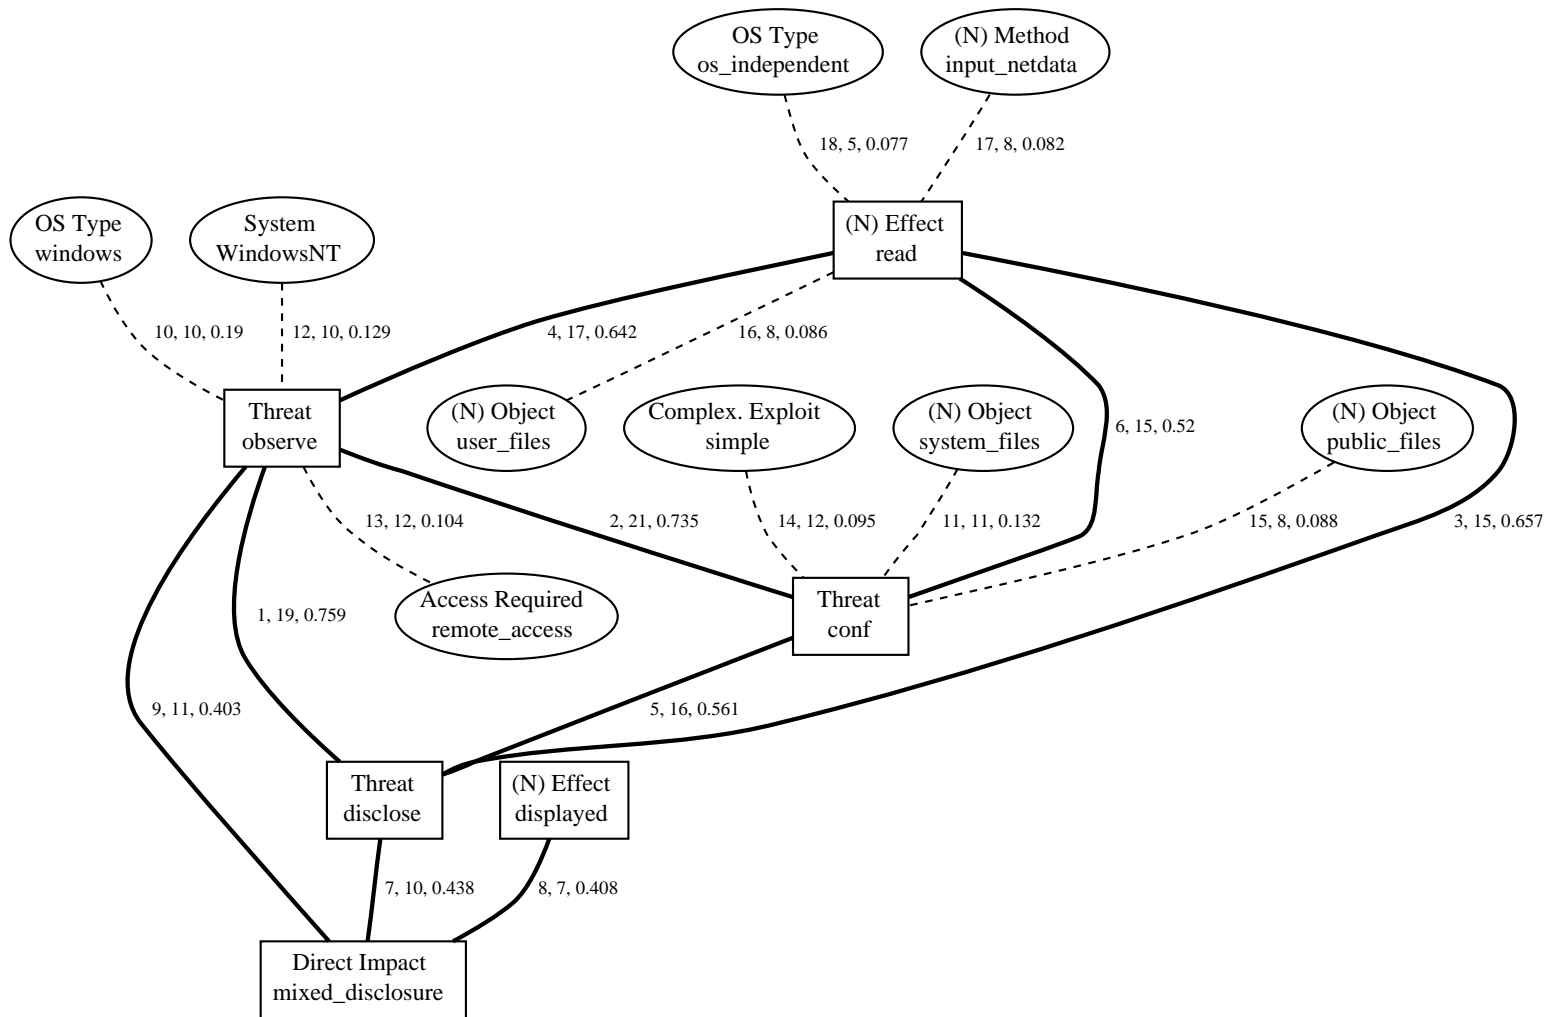 OS Type
os_independent
(N) Method
input_netdata
18, 5, 0.077
17, 8, 0.082
OS Type
windows
System
WindowsNT
(N) Effect
read
10, 10, 0.19
12, 10, 0.129
4, 17, 0.642
16, 8, 0.086
Threat
observe
(N) Object
user_files
Complex. Exploit
simple
(N) Object
system_files
6, 15, 0.52
(N) Object
public_files
13, 12, 0.104
2, 21, 0.735
14, 12, 0.095
11, 11, 0.132
15, 8, 0.088
3, 15, 0.657
1, 19, 0.759
Access Required
remote_access
Threat
conf
9, 11, 0.403
5, 16, 0.561
Threat
disclose
(N) Effect
displayed
7, 10, 0.438
8, 7, 0.408
Direct Impact
mixed_disclosure